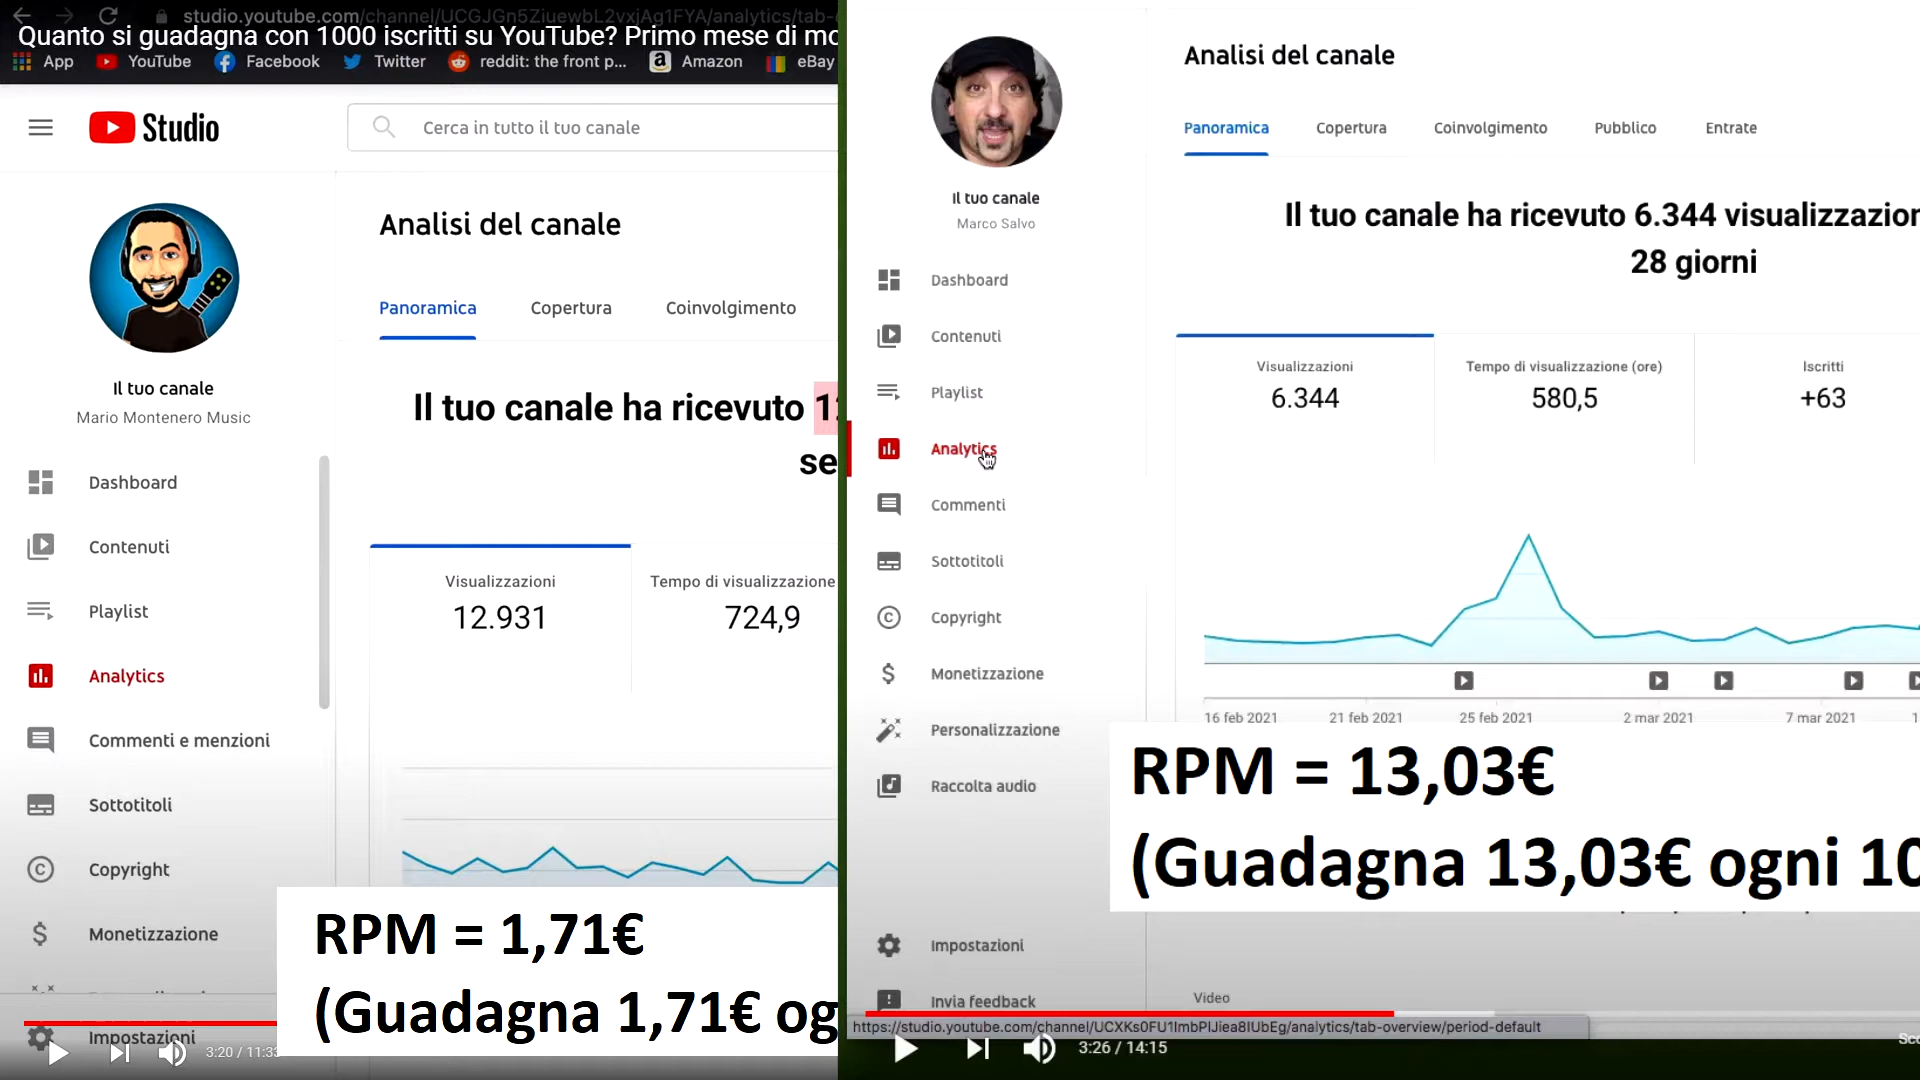 studio.youtube.com/channel/UCGJGn5ZiuewbL2vxjAg1FYA/analytics/tab-
Quanto si guadagna con 1000 iscritti su YouTube? Primo mese di mo
App YouTube Facebook Twitter reddit: the front p... Amazon eBay
Studio
Cerca in tutto il tuo canale
Analisi del canale
Panoramica Copertura Coinvolgimento
Il tuo canale
Mario Montenero Music
Il tuo canale ha ricevuto 1
se
Dashboard
Contenuti
Playlist
Analytics
Commenti e menzioni
Sottotitoli
Copyright
Monetizzazione
Impostazioni
Visualizzazioni
12.931
Tempo di visualizzazione
724,9
RPM = 1,71€
(Guadagna 1,71€ og
3:20 / 11:33
Analisi del canale
Panoramica Copertura Coinvolgimento Pubblico Entrate
Il tuo canale
Marco Salvo
Il tuo canale ha ricevuto 6.344 visualizzazion
28 giorni
Dashboard
Contenuti
Playlist
Analytics
Commenti
Sottotitoli
Copyright
Monetizzazione
Personalizzazione
Raccolta audio
Impostazioni
Invia feedback
Visualizzazioni
6.344
Tempo di visualizzazione (ore)
580,5
Iscritti
+63
16 feb 2021 21 feb 2021 25 feb 2021 2 mar 2021 7 mar 2021 1
RPM = 13,03€
(Guadagna 13,03€ ogni 10
Video
https://studio.youtube.com/channel/UCXKs0FU1ImbPIJiea8IUbEg/analytics/tab-overview/period-default
3:26 / 14:15
Sco